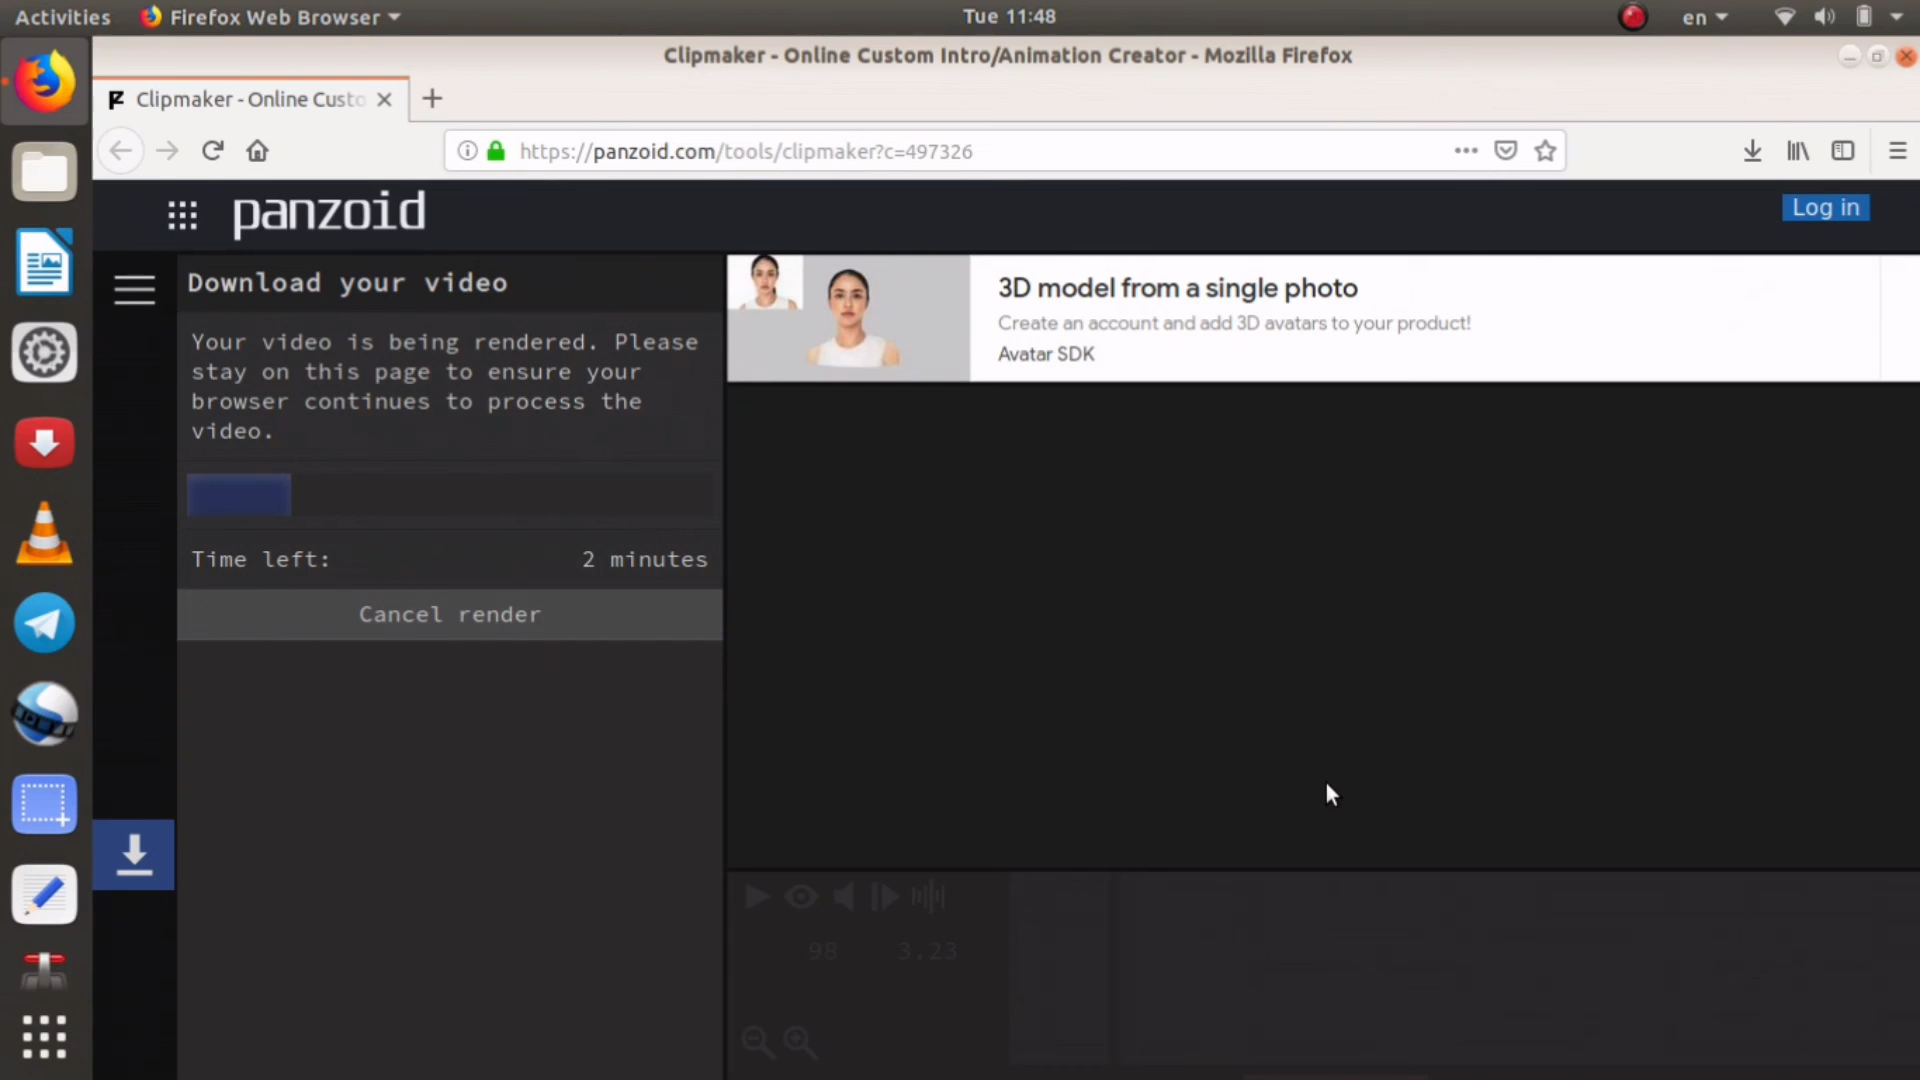 Activities
Firefox Web Browser
Tue 11:48
en
Clipmaker - Online Custom Intro/Animation Creator - Mozilla Firefox
Clipmaker - Online Custo
https://panzoid.com/tools/clipmaker?c=497326
panzoid
Log in
Download your video
Your video is being rendered. Please
stay on this page to ensure your
browser continues to process the
video.
Time left: 2 minutes
Cancel render
3D model from a single photo
Create an account and add 3D avatars to your product!
Avatar SDK
98 3.23